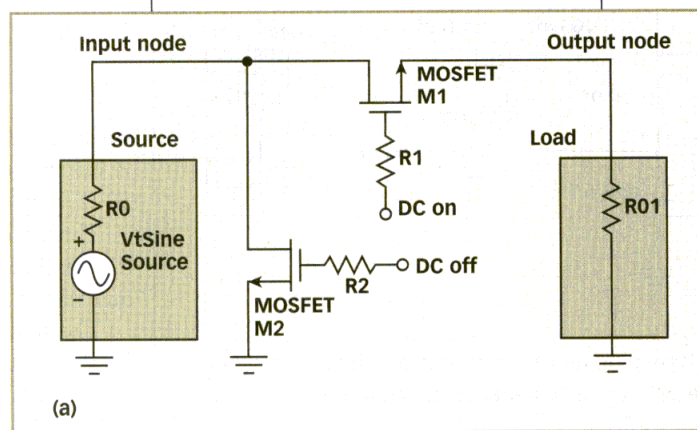 Input node
Output node
MOSFET
M1
Source
Load
R1
R0
R01
DC on
+
VtSine
Source
−
DC off
R2
MOSFET
M2
(a)